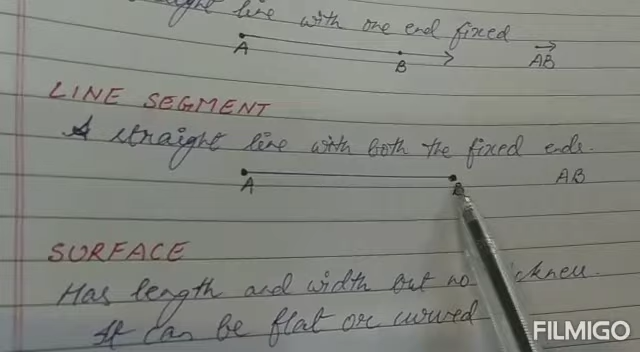 straight line with one end fixed
A B AB
LINE SEGMENT
A straight line with both the fixed ends.
A B AB
SURFACE
Has length and width but no
It can be flat or curved
FILMIGO